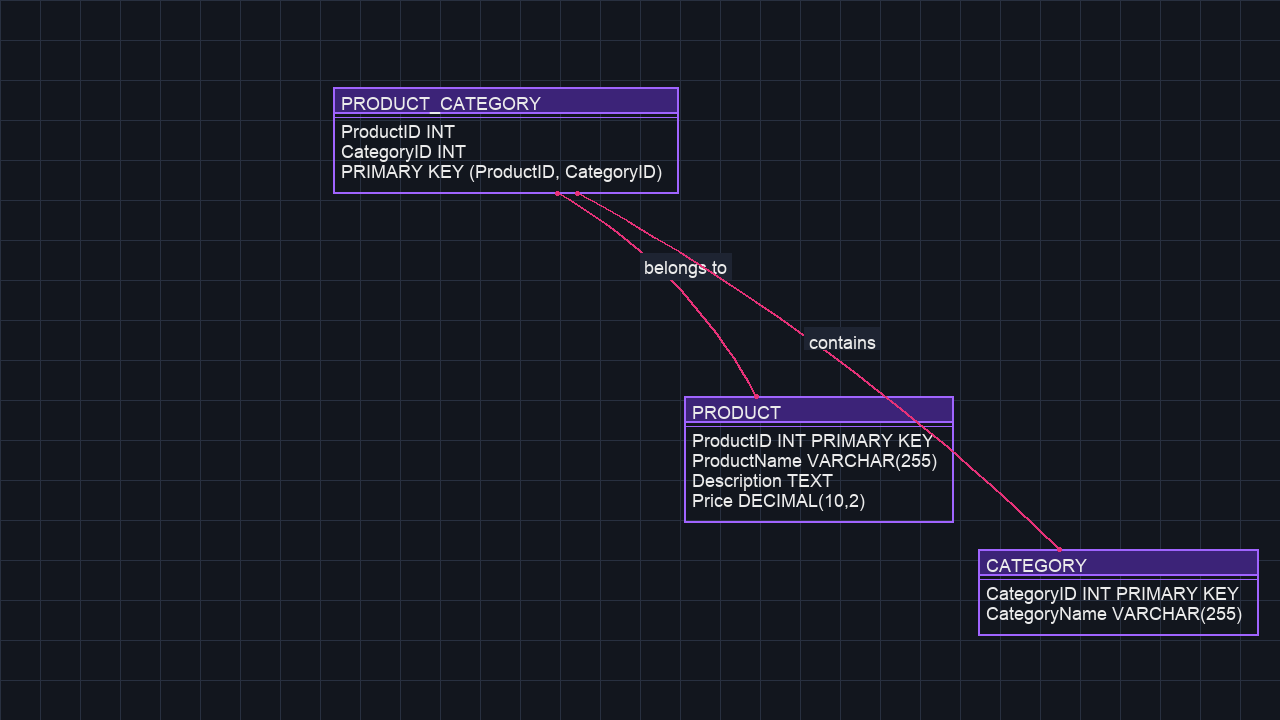 PRODUCT_CATEGORY
ProductID INT
CategoryID INT
PRIMARY KEY (ProductID, CategoryID)
belongs to
contains
PRODUCT
ProductID INT PRIMARY KEY
ProductName VARCHAR(255)
Description TEXT
Price DECIMAL(10,2)
CATEGORY
CategoryID INT PRIMARY KEY
CategoryName VARCHAR(255)